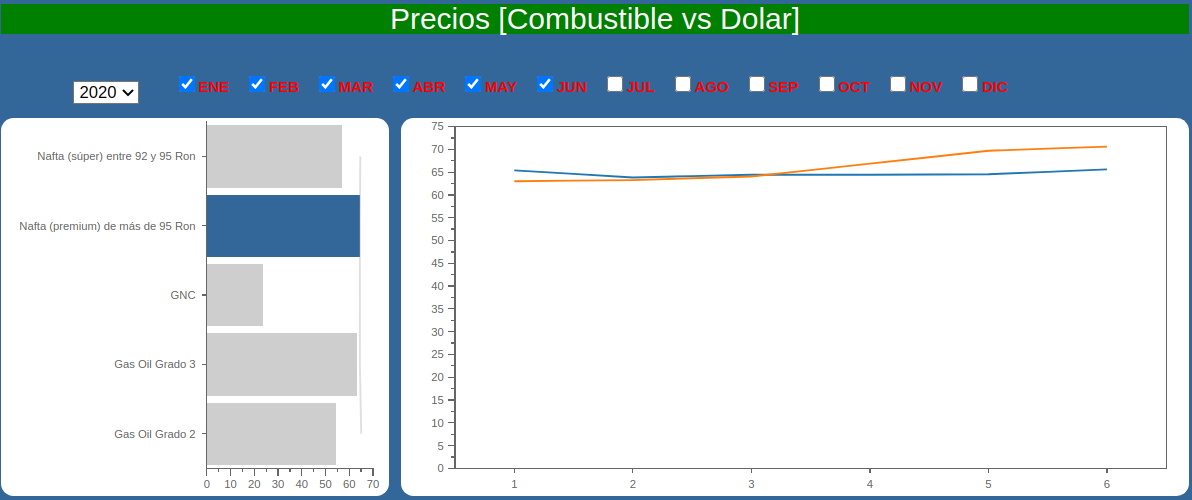 Precios [Combustible vs Dolar]
2020 ENE FEB MAR ABR MAY JUN JUL AGO SEP OCT NOV DIC
Nafta (súper) entre 92 y 95 Ron
Nafta (premium) de más de 95 Ron
GNC
Gas Oil Grado 3
Gas Oil Grado 2
0 10 20 30 40 50 60 70
75
70
65
60
55
50
45
40
35
30
25
20
15
10
5
0
1 2 3 4 5 6